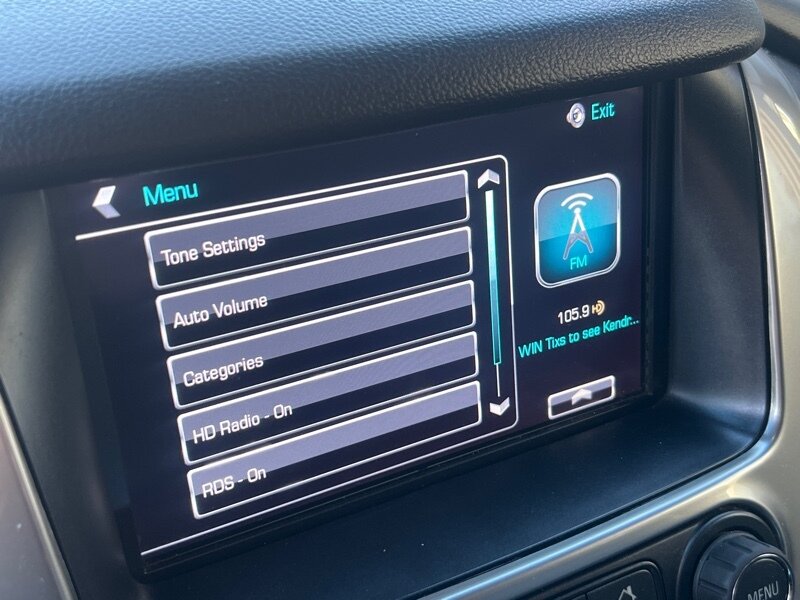 Exit
Menu
Tone Settings
Auto Volume
Categories
HD Radio - On
RDS - On
FM
105.9 HD
WIN Tixs to see Kendr...
MENU